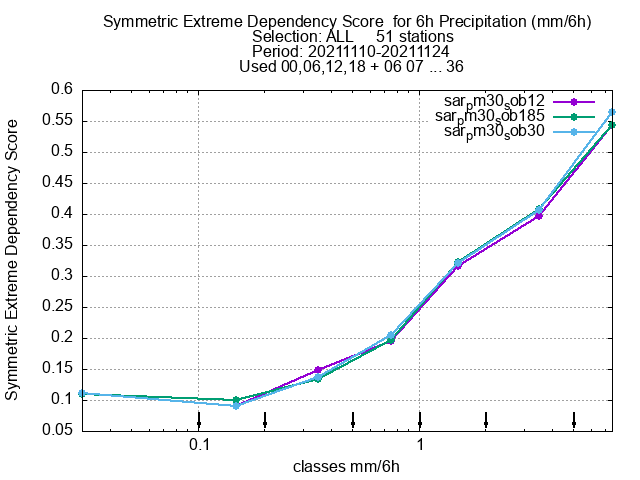 Symmetric Extreme Dependency Score  for 6h Precipitation (mm/6h)
Selection: ALL     51 stations
Period: 20211110-20211124
Used 00,06,12,18 + 06 07 ... 36
sar_pm30_sob12
sar_pm30_sob185
sar_pm30_sob30
0.6
0.55
0.5
0.45
0.4
0.35
0.3
0.25
0.2
0.15
0.1
0.05
Symmetric Extreme Dependency Score
0.1 1
classes mm/6h